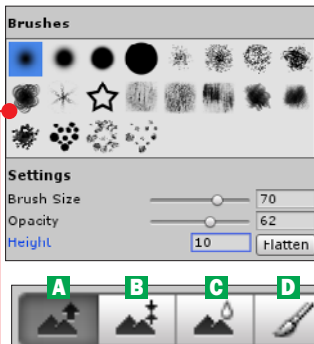 Brushes
Settings
Brush Size 70
Opacity 62
Height 10 Flatten
A B C D